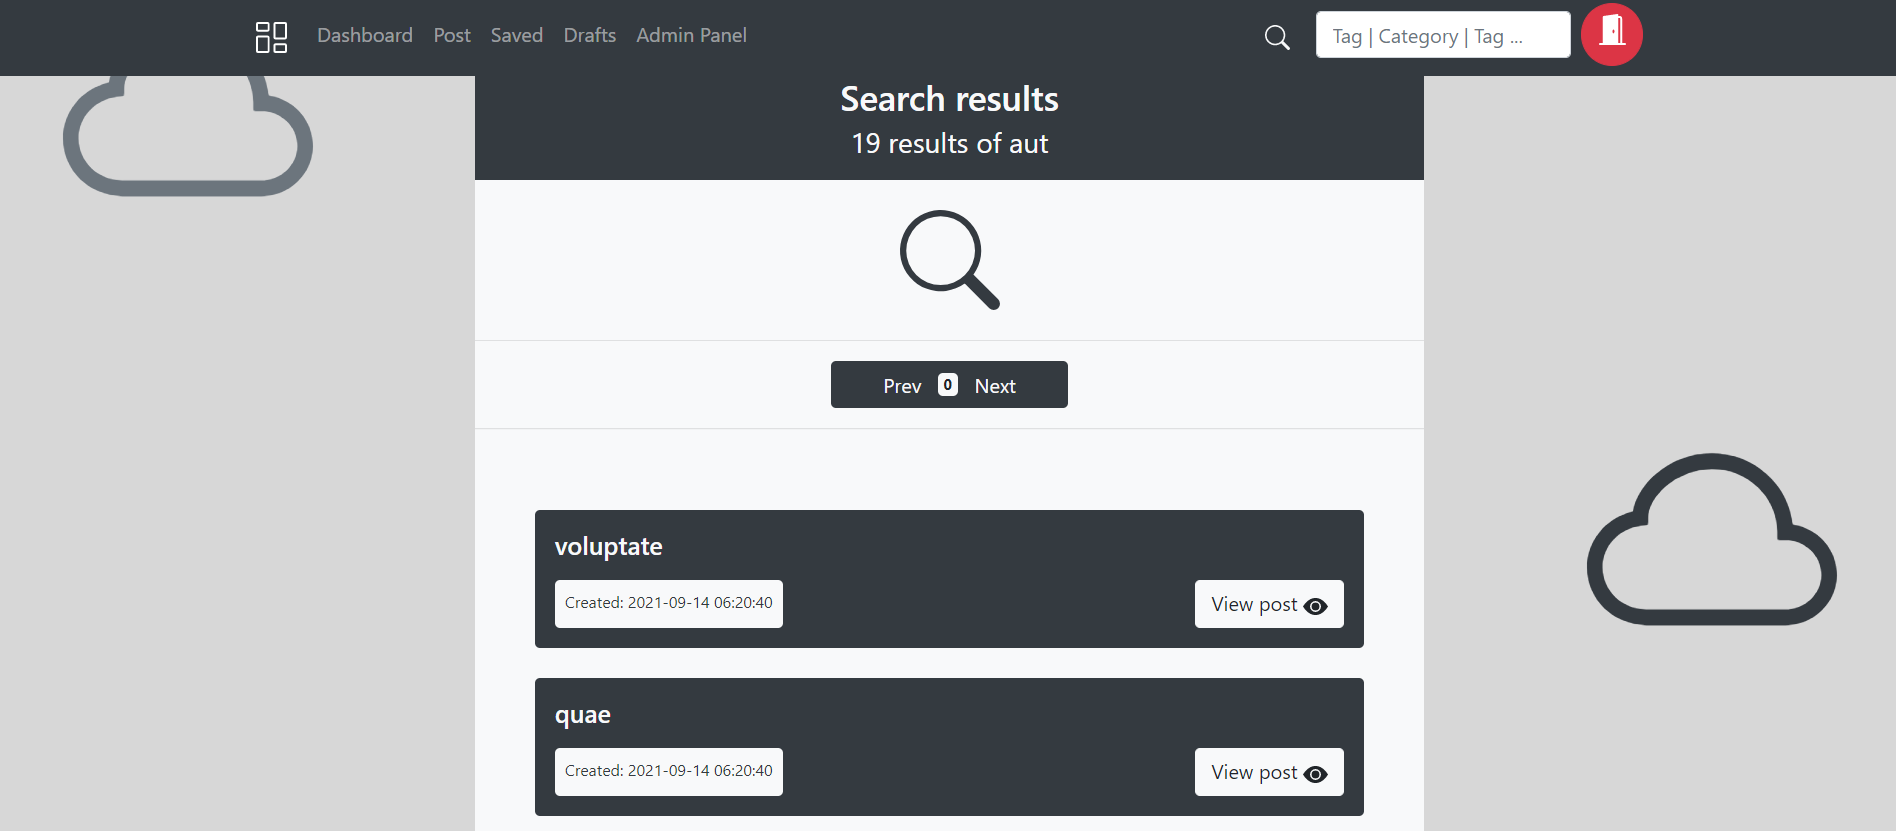 Dashboard Post Saved Drafts Admin Panel Tag | Category | Tag ...
Search results
19 results of aut
Prev 0 Next
voluptate
Created: 2021-09-14 06:20:40 View post
quae
Created: 2021-09-14 06:20:40 View post